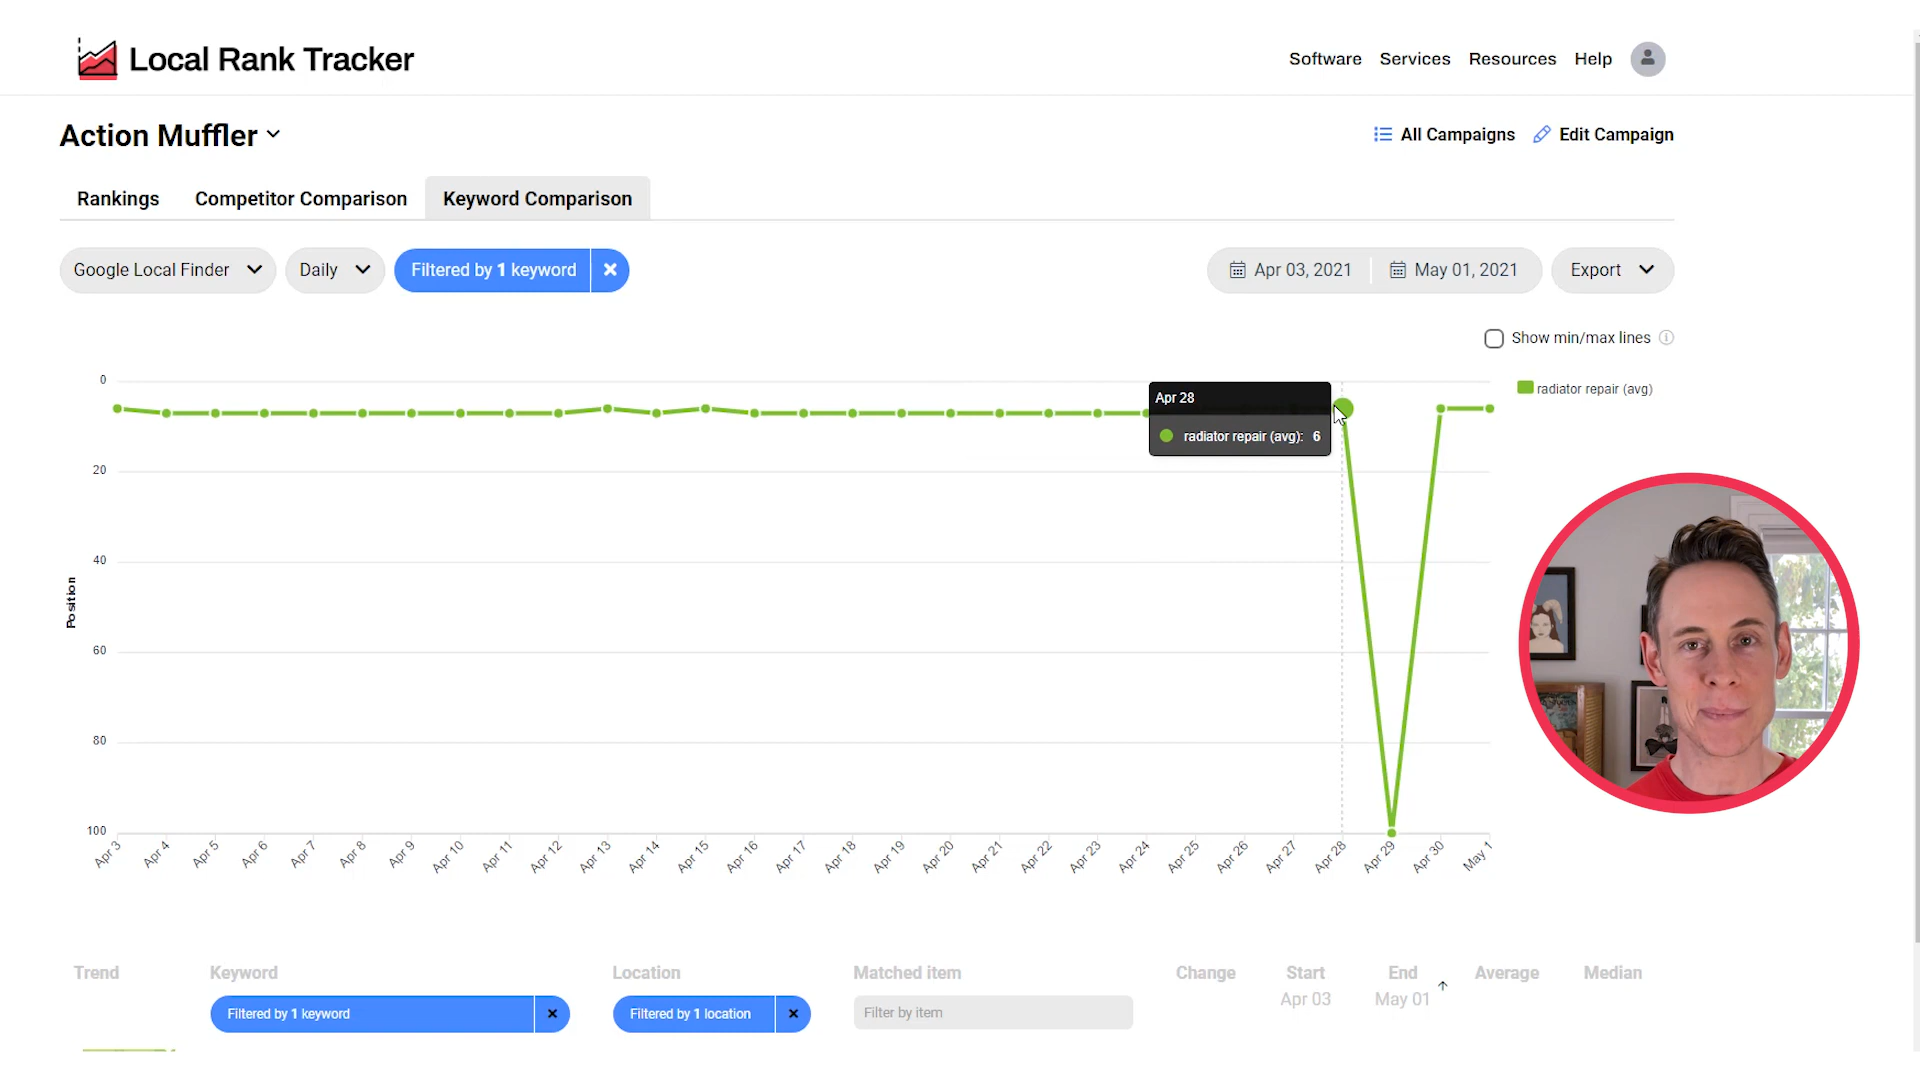 Local Rank Tracker
Software Services Resources Help
Action Muffler
All Campaigns Edit Campaign
Rankings Competitor Comparison Keyword Comparison
Google Local Finder Daily Filtered by 1 keyword Apr 03, 2021 May 01, 2021 Export
Show min/max lines
radiator repair (avg)
Apr 28
radiator repair (avg): 6
Position
0
20
40
60
80
100
Apr 3 Apr 4 Apr 5 Apr 6 Apr 7 Apr 8 Apr 9 Apr 10 Apr 11 Apr 12 Apr 13 Apr 14 Apr 15 Apr 16 Apr 17 Apr 18 Apr 19 Apr 20 Apr 21 Apr 22 Apr 23 Apr 24 Apr 25 Apr 26 Apr 27 Apr 28 Apr 29 Apr 30 May 1
Trend Keyword Location Matched item Change Start End Average Median
Apr 03 May 01
Filtered by 1 keyword Filtered by 1 location Filter by item